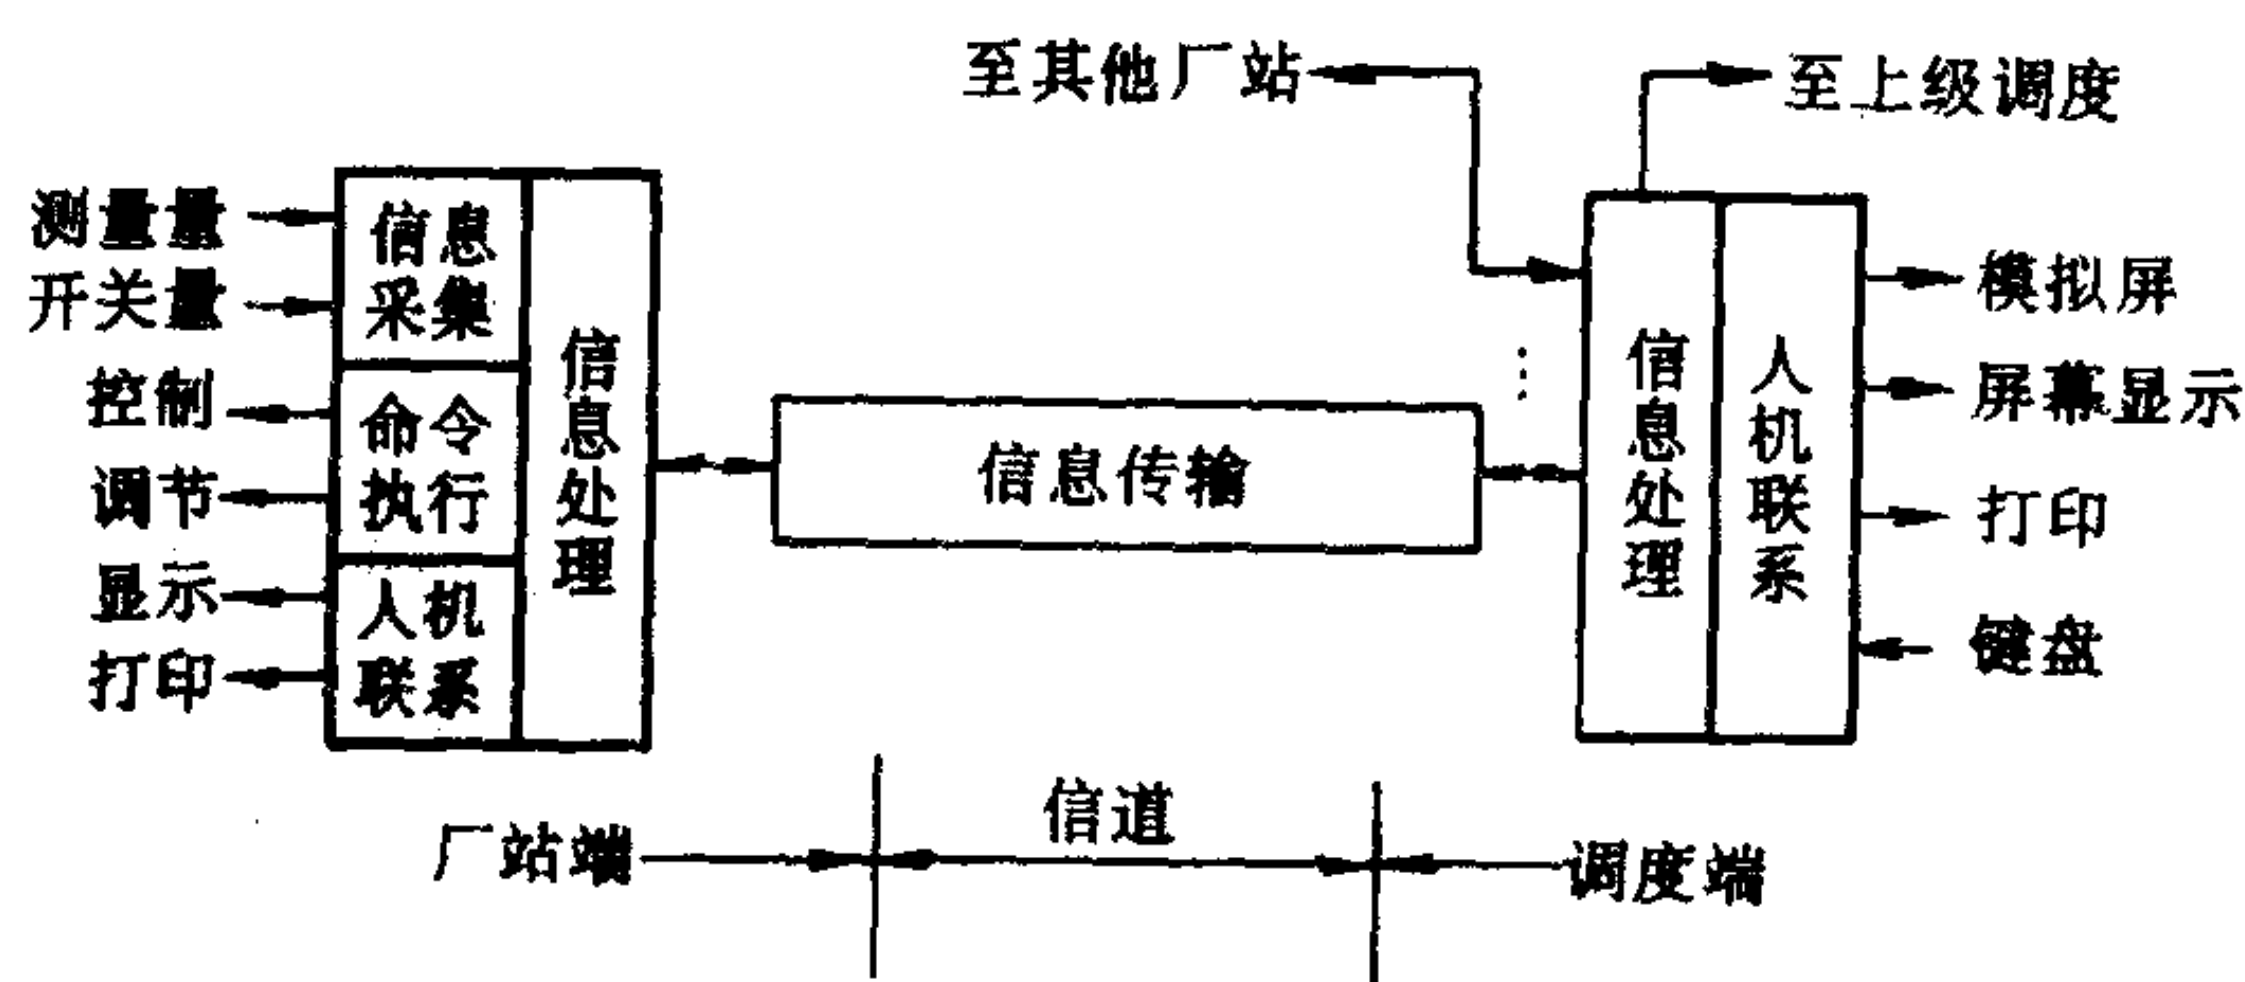 至其他厂站
至上级调度
测量量
开关量
控制
调节
显示
打印
信息
采集
命令
执行
人机
联系
信息处理
信息传输
信息处理
人机联系
模拟屏
屏幕显示
打印
键盘
厂站端
信道
调度端